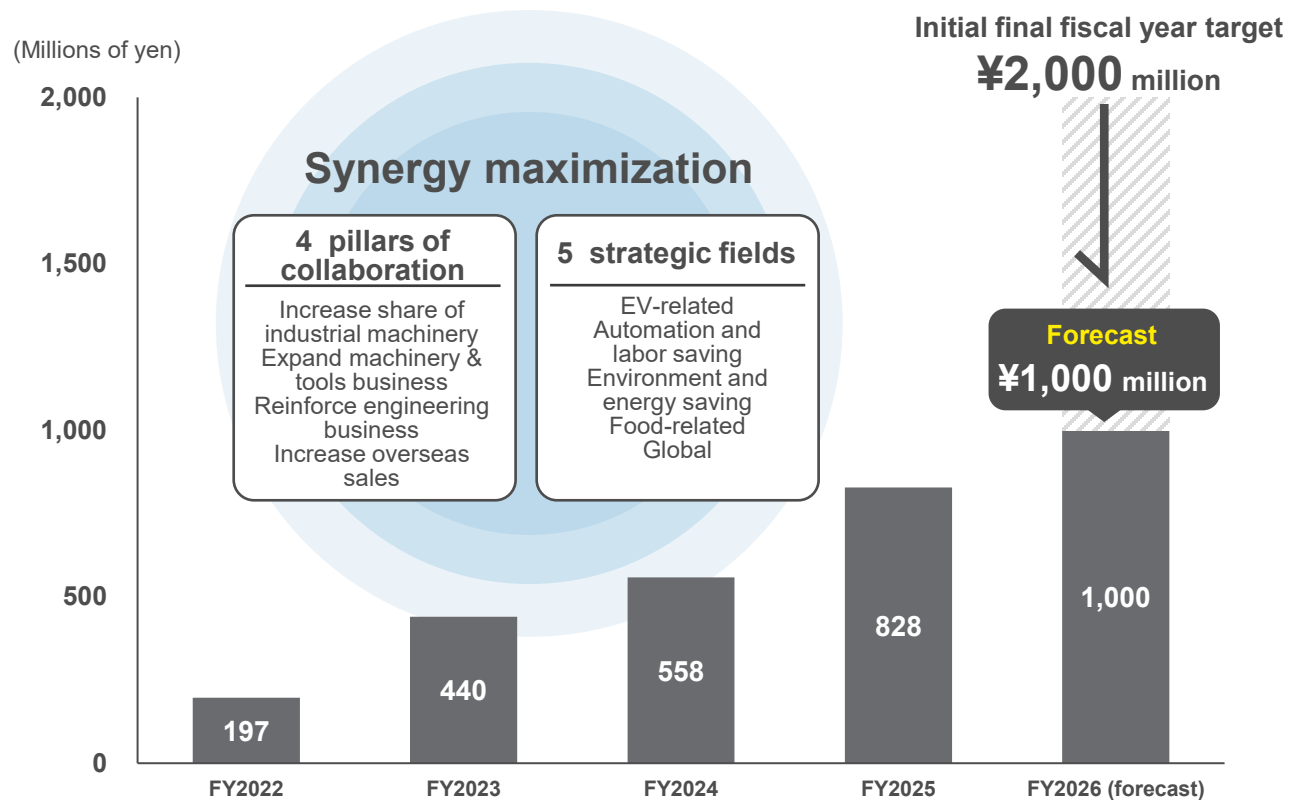 (Millions of yen)
Initial final fiscal year target
¥2,000 million
2,000
1,500
1,000
500
0
Synergy maximization
4 pillars of
collaboration
Increase share of
industrial machinery
Expand machinery &
tools business
Reinforce engineering
business
Increase overseas
sales
5 strategic fields
EV-related
Automation and
labor saving
Environment and
energy saving
Food-related
Global
Forecast
¥1,000 million
197
440
558
828
1,000
FY2022
FY2023
FY2024
FY2025
FY2026 (forecast)